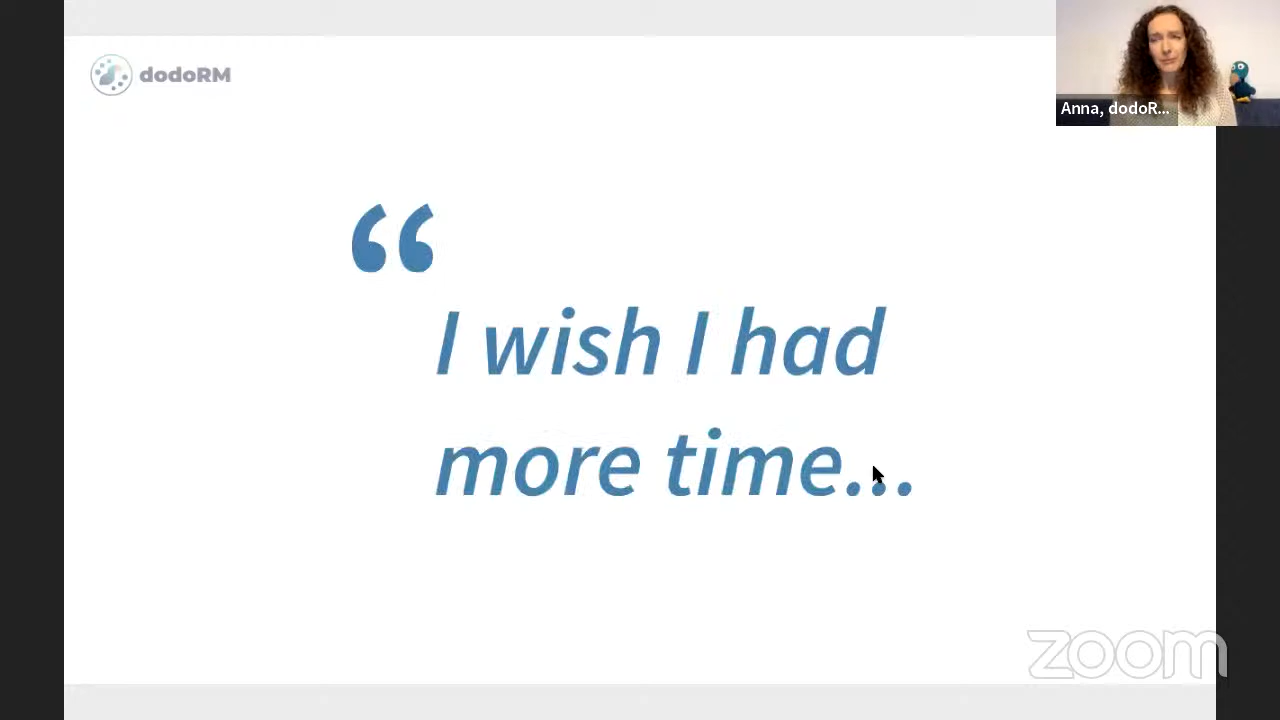 dodoRM
Anna, dodoR...
“
I wish I had
more time...
zoom